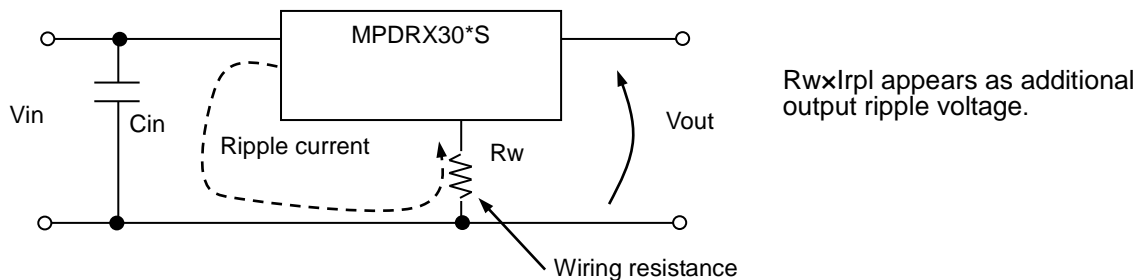 MPDRX30*S
Rw×Irpl appears as additional
output ripple voltage.
Vin
Cin
Vout
Ripple current
Rw
Wiring resistance